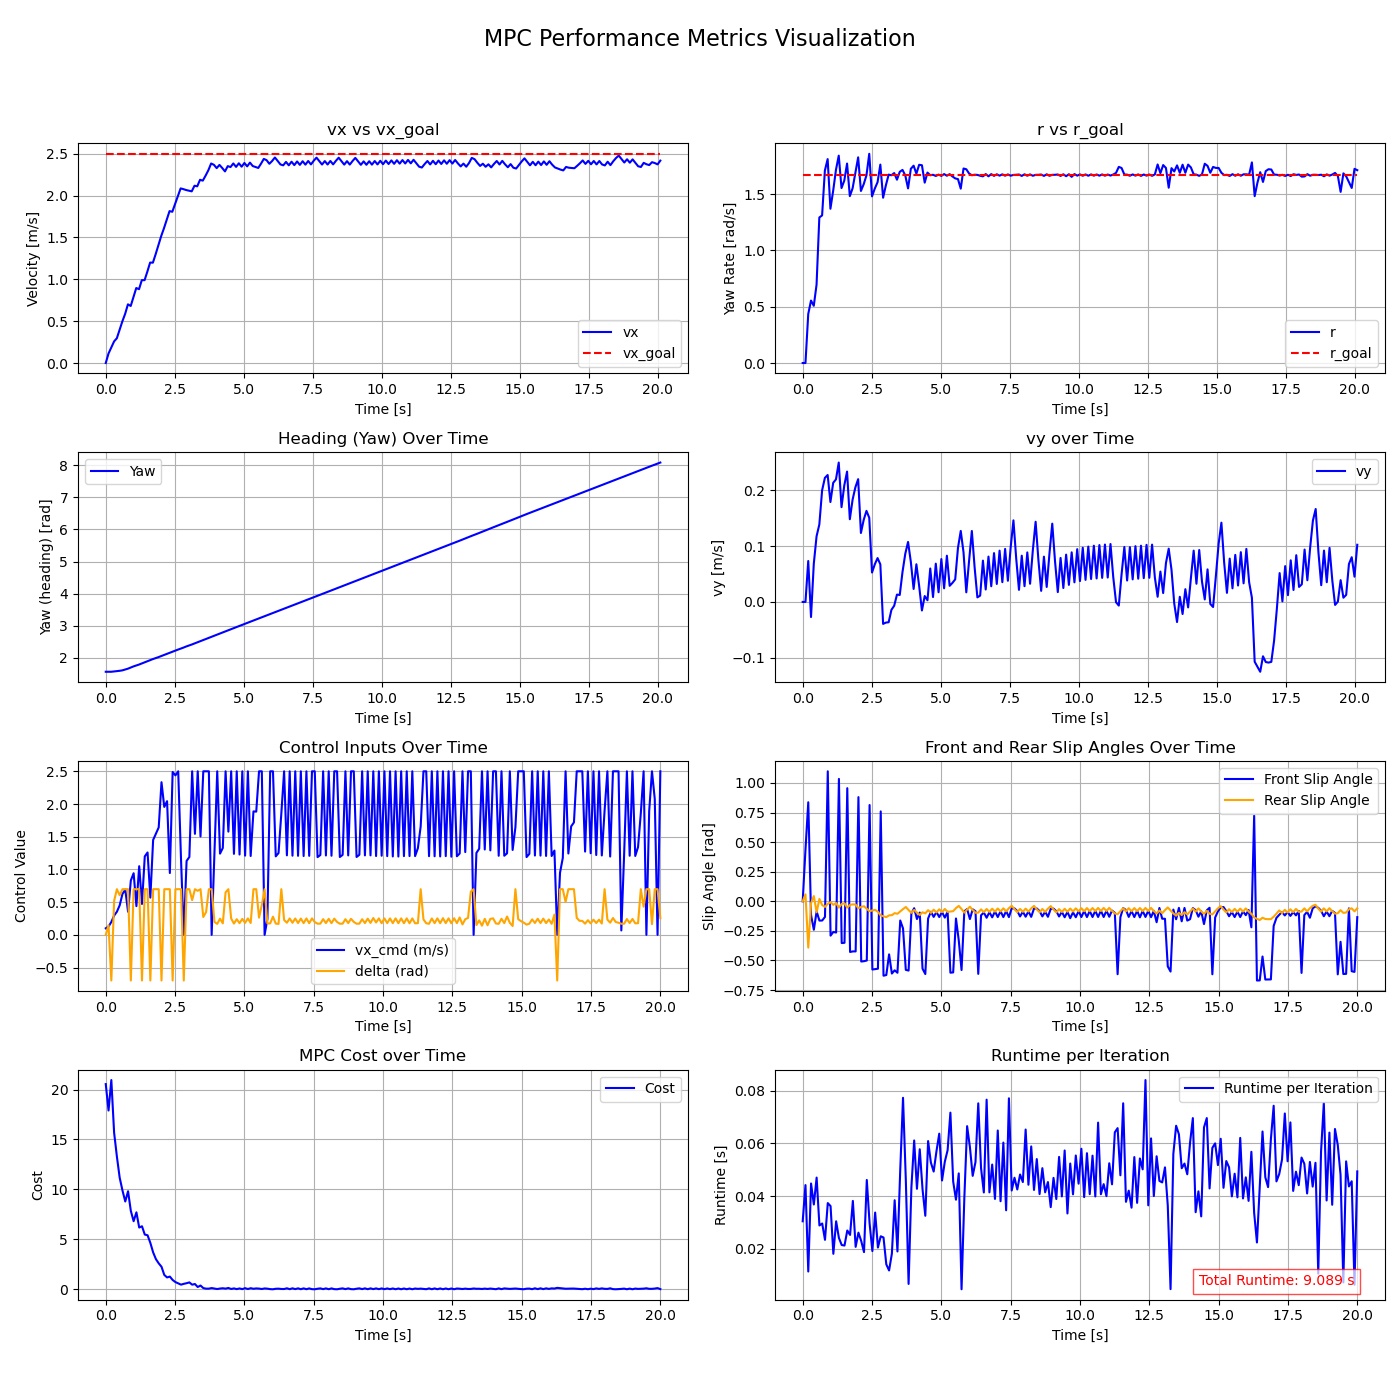 MPC Performance Metrics Visualization
vx vs vx_goal
Velocity [m/s]
2.5
2.0
1.5
1.0
0.5
0.0
vx
vx_goal
0.0 2.5 5.0 7.5 10.0 12.5 15.0 17.5 20.0
Time [s]
r vs r_goal
Yaw Rate [rad/s]
1.5
1.0
0.5
0.0
r
r_goal
0.0 2.5 5.0 7.5 10.0 12.5 15.0 17.5 20.0
Time [s]
Heading (Yaw) Over Time
Yaw (heading) [rad]
8
7
6
5
4
3
2
Yaw
0.0 2.5 5.0 7.5 10.0 12.5 15.0 17.5 20.0
Time [s]
vy over Time
vy [m/s]
0.2
0.1
0.0
−0.1
vy
0.0 2.5 5.0 7.5 10.0 12.5 15.0 17.5 20.0
Time [s]
Control Inputs Over Time
Control Value
2.5
2.0
1.5
1.0
0.5
0.0
−0.5
vx_cmd (m/s)
delta (rad)
0.0 2.5 5.0 7.5 10.0 12.5 15.0 17.5 20.0
Time [s]
Front and Rear Slip Angles Over Time
Slip Angle [rad]
1.00
0.75
0.50
0.25
0.00
−0.25
−0.50
−0.75
Front Slip Angle
Rear Slip Angle
0.0 2.5 5.0 7.5 10.0 12.5 15.0 17.5 20.0
Time [s]
MPC Cost over Time
Cost
20
15
10
5
0
Cost
0.0 2.5 5.0 7.5 10.0 12.5 15.0 17.5 20.0
Time [s]
Runtime per Iteration
Runtime [s]
0.08
0.06
0.04
0.02
Runtime per Iteration
Total Runtime: 9.089 s
0.0 2.5 5.0 7.5 10.0 12.5 15.0 17.5 20.0
Time [s]